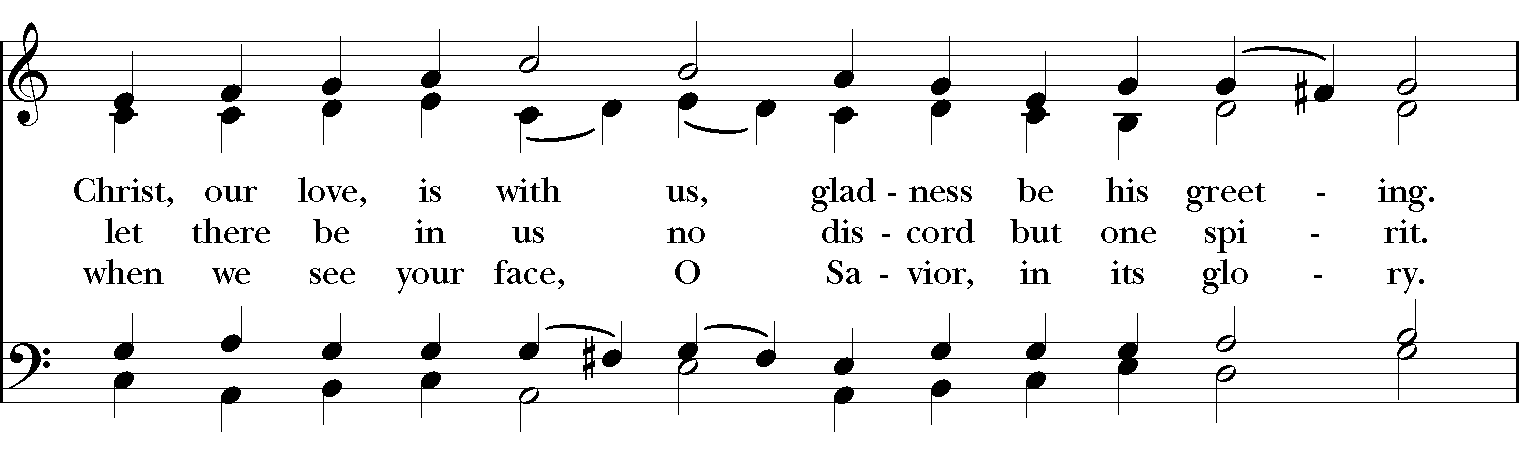 Christ, our love, is with us, glad - ness be his greet - ing.
let there be in us no dis - cord but one spi - rit.
when we see your face, O Sa - vior, in its glo - ry.